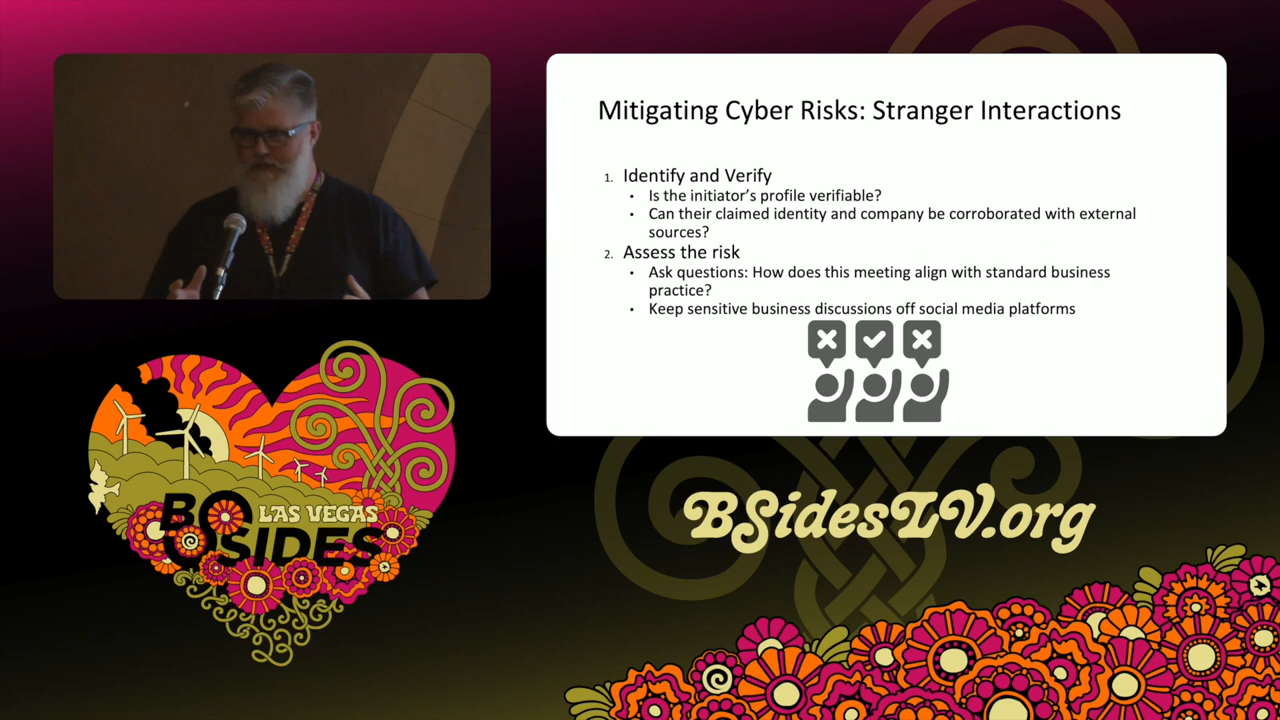 Mitigating Cyber Risks: Stranger Interactions
1. Identify and Verify
• Is the initiator's profile verifiable?
• Can their claimed identity and company be corroborated with external
sources?
2. Assess the risk
• Ask questions: How does this meeting align with standard business
practice?
• Keep sensitive business discussions off social media platforms
LAS VEGAS
BSIDES
23
BSidesLV.org